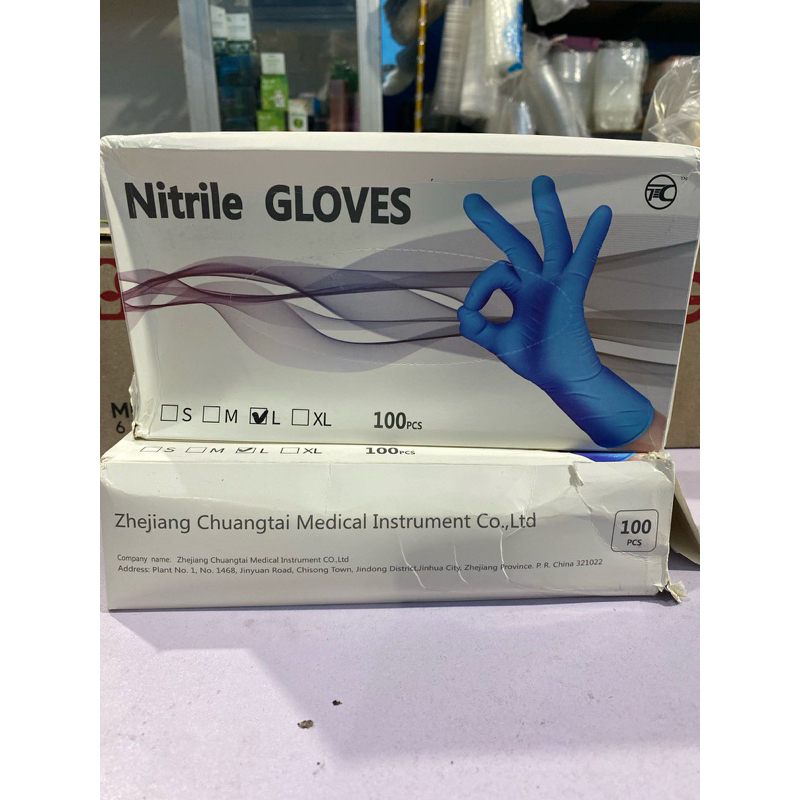 Nitrile GLOVES
TM
S M L XL 100PCS
S M L XL 100PCS
Zhejiang Chuangtai Medical Instrument Co.,Ltd
100
PCS
Company name: Zhejiang Chuangtai Medical Instrument CO.,Ltd
Address: Plant No. 1, No. 1468, Jinyuan Road, Chisong Town, Jindong District,Jinhua City, Zhejiang Province. P. R. China 321022